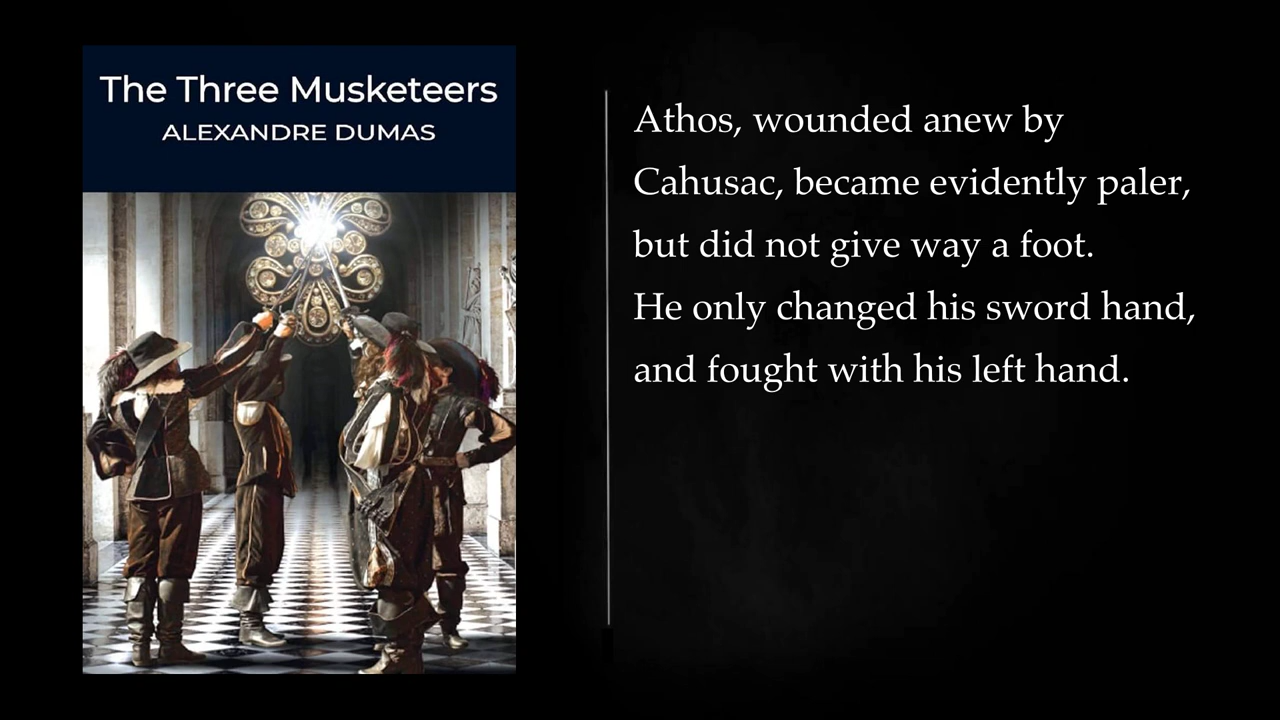 The Three Musketeers
ALEXANDRE DUMAS
Athos, wounded anew by
Cahusac, became evidently paler,
but did not give way a foot.
He only changed his sword hand,
and fought with his left hand.